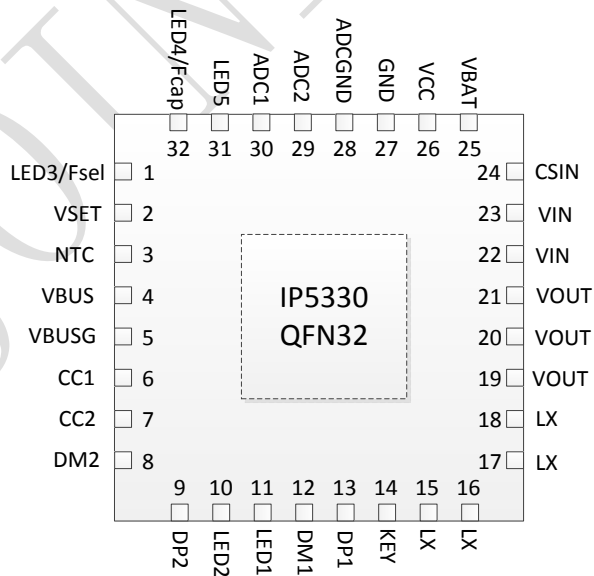 LED4/Fcap LED5 ADC1 ADC2 ADCGND GND VCC VBAT
32 31 30 29 28 27 26 25
LED3/Fsel 1 24 CSIN
VSET 2 23 VIN
NTC 3 22 VIN
VBUS 4 21 VOUT
IP5330
VBUSG 5 20 VOUT
QFN32
CC1 6 19 VOUT
CC2 7 18 LX
DM2 8 17 LX
9 10 11 12 13 14 15 16
DP2 LED2 LED1 DM1 DP1 KEY LX LX